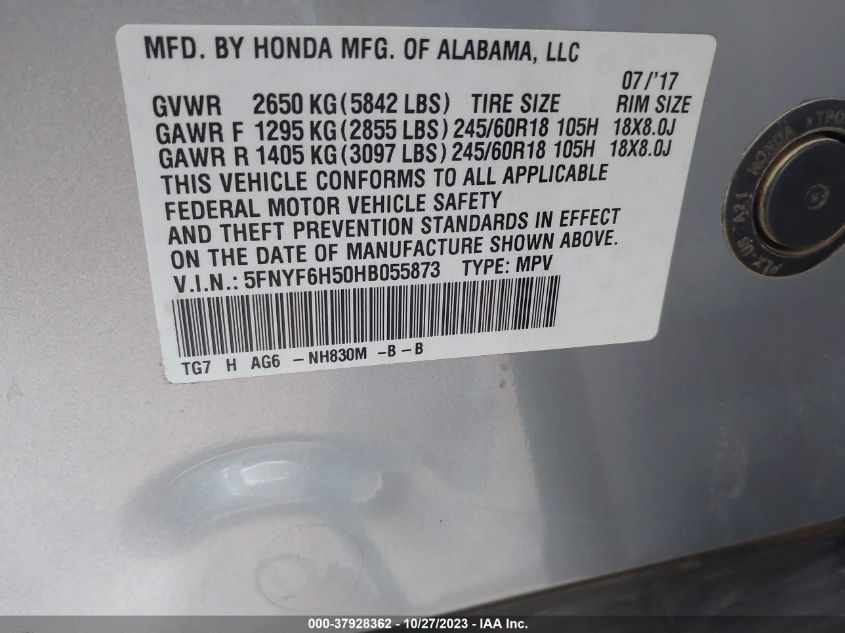 MFD. BY HONDA MFG. OF ALABAMA, LLC
07/'17
GVWR 2650 KG (5842 LBS) TIRE SIZE RIM SIZE
GAWR F 1295 KG (2855 LBS) 245/60R18 105H 18X8.0J
GAWR R 1405 KG (3097 LBS) 245/60R18 105H 18X8.0J
THIS VEHICLE CONFORMS TO ALL APPLICABLE
FEDERAL MOTOR VEHICLE SAFETY
AND THEFT PREVENTION STANDARDS IN EFFECT
ON THE DATE OF MANUFACTURE SHOWN ABOVE.
V.I.N.: 5FNYF6H50HB055873 TYPE: MPV
TG7 H AG6 - NH830M - B - B
HONDA
000-37928362 - 10/27/2023 - Copyright © 2023 IAA, Inc.